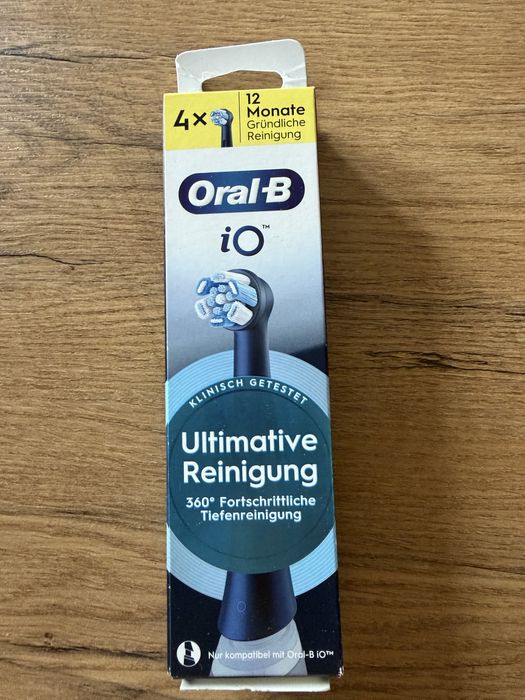 4×
12
Monate
Gründliche
Reinigung
Oral-B
iO™
KLINISCH GETESTET
Ultimative
Reinigung
360° Fortschrittliche
Tiefenreinigung
Nur kompatibel mit Oral-B iO™